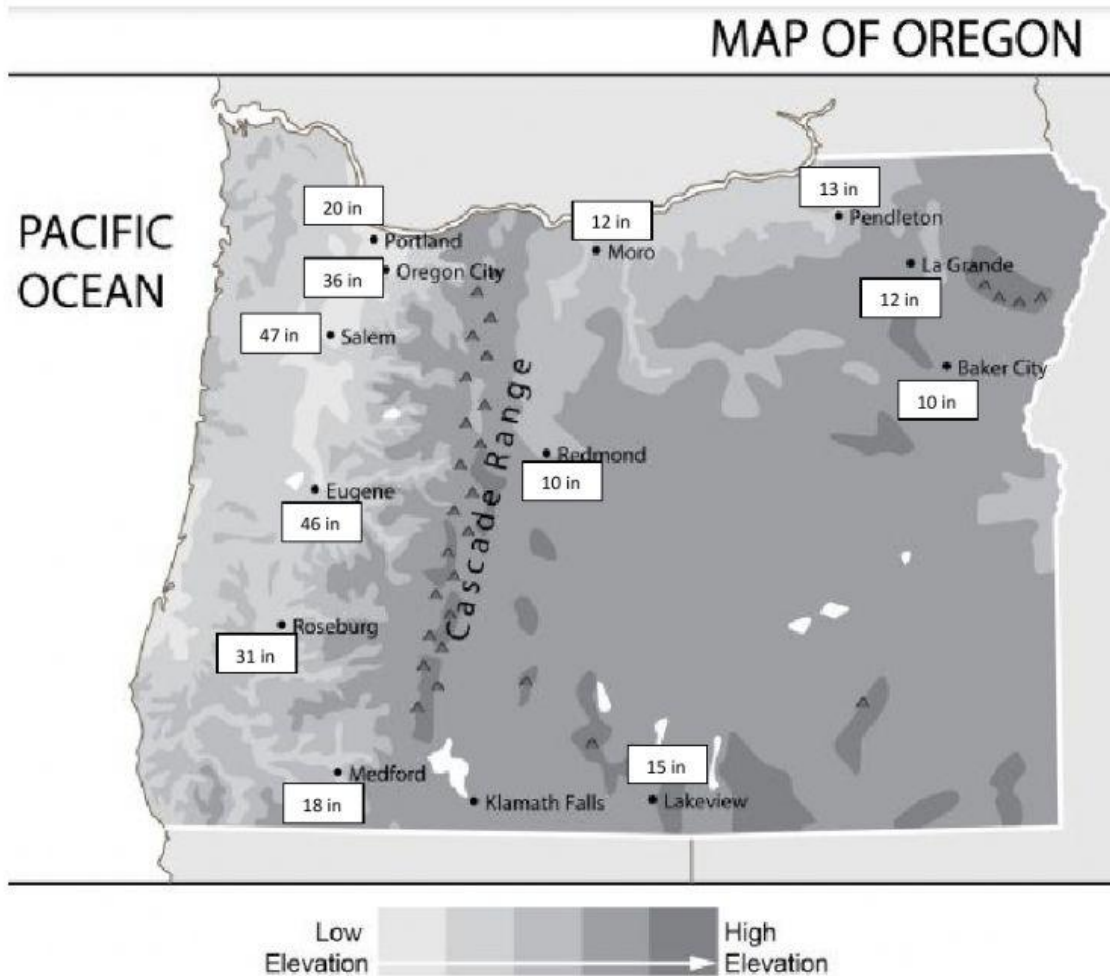 MAP OF OREGON
PACIFIC
OCEAN
20 in
Portland
36 in
Oregon City
47 in
Salem
12 in
Moro
13 in
Pendleton
La Grande
12 in
Baker City
10 in
Cascade Range
Redmond
10 in
Eugene
46 in
Roseburg
31 in
Medford
18 in
Klamath Falls
15 in
Lakeview
Low
Elevation
High
Elevation